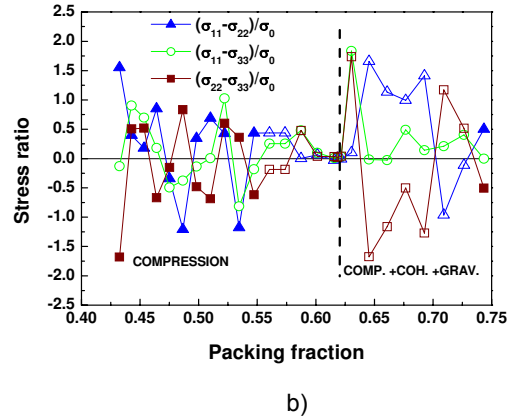 (σ11-σ22)/σ0
(σ11-σ33)/σ0
(σ22-σ33)/σ0
2.5
2.0
1.5
1.0
0.5
0.0
-0.5
-1.0
-1.5
-2.0
-2.5
Stress ratio
COMPRESSION
COMP. +COH. +GRAV.
0.40 0.45 0.50 0.55 0.60 0.65 0.70 0.75
Packing fraction
b)